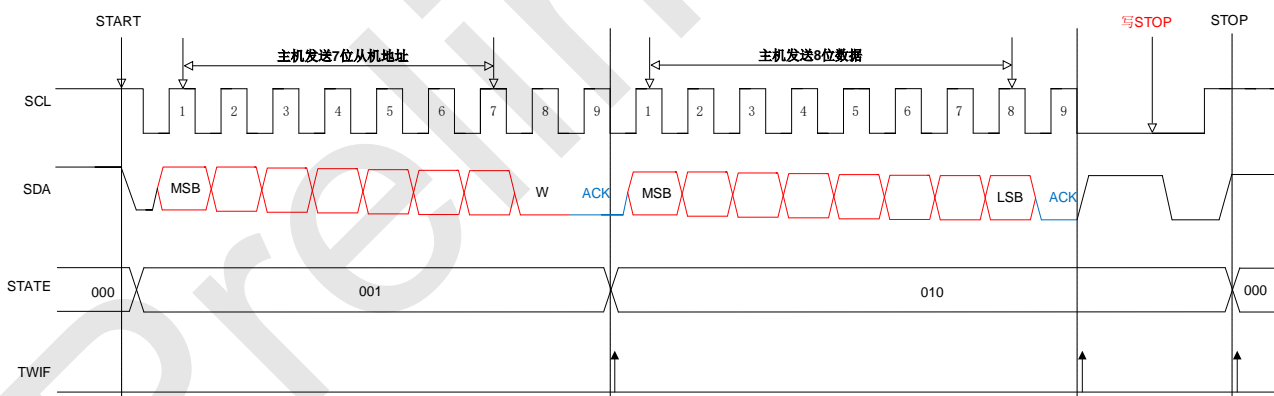 START
写STOP
STOP
主机发送7位从机地址
主机发送8位数据
SCL
1 2 3 4 5 6 7 8 9 1 2 3 4 5 6 7 8 9
SDA
MSB W ACK MSB LSB ACK
STATE
000 001 010 000
TWIF